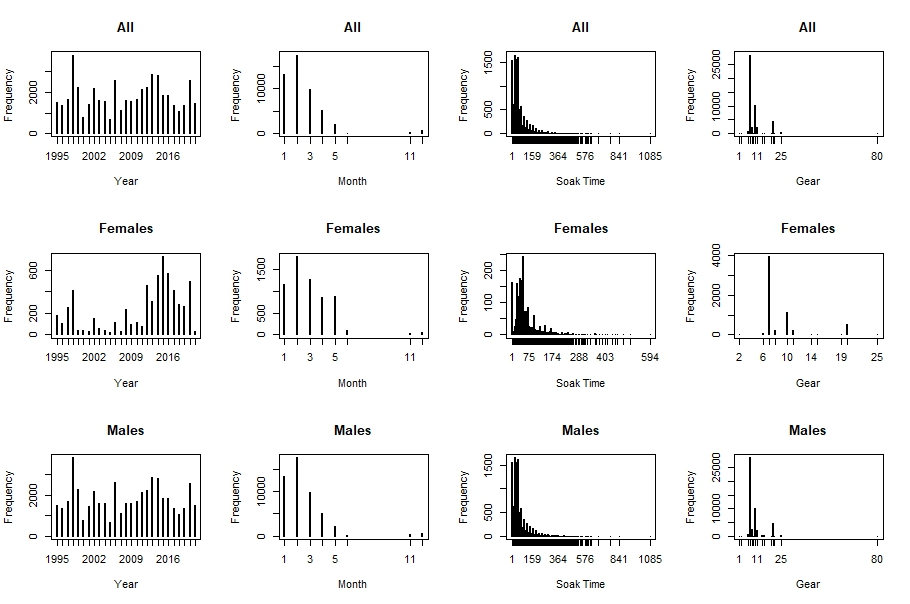 All All All All
Frequency Frequency Frequency Frequency
0 2000 0 10000 0 500 1500 0 10000 25000
1995 2002 2009 2016 1 3 5 11 1 159 364 576 841 1085 1 11 25 80
Year Month Soak Time Gear
Females Females Females Females
Frequency Frequency Frequency Frequency
0 200 600 0 500 1500 0 100 200 0 2000 4000
1995 2002 2009 2016 1 3 5 11 1 75 174 288 403 594 2 6 10 14 19 25
Year Month Soak Time Gear
Males Males Males Males
Frequency Frequency Frequency Frequency
0 2000 0 10000 0 500 1500 0 10000 25000
1995 2002 2009 2016 1 3 5 11 1 159 364 576 841 1085 1 11 25 80
Year Month Soak Time Gear